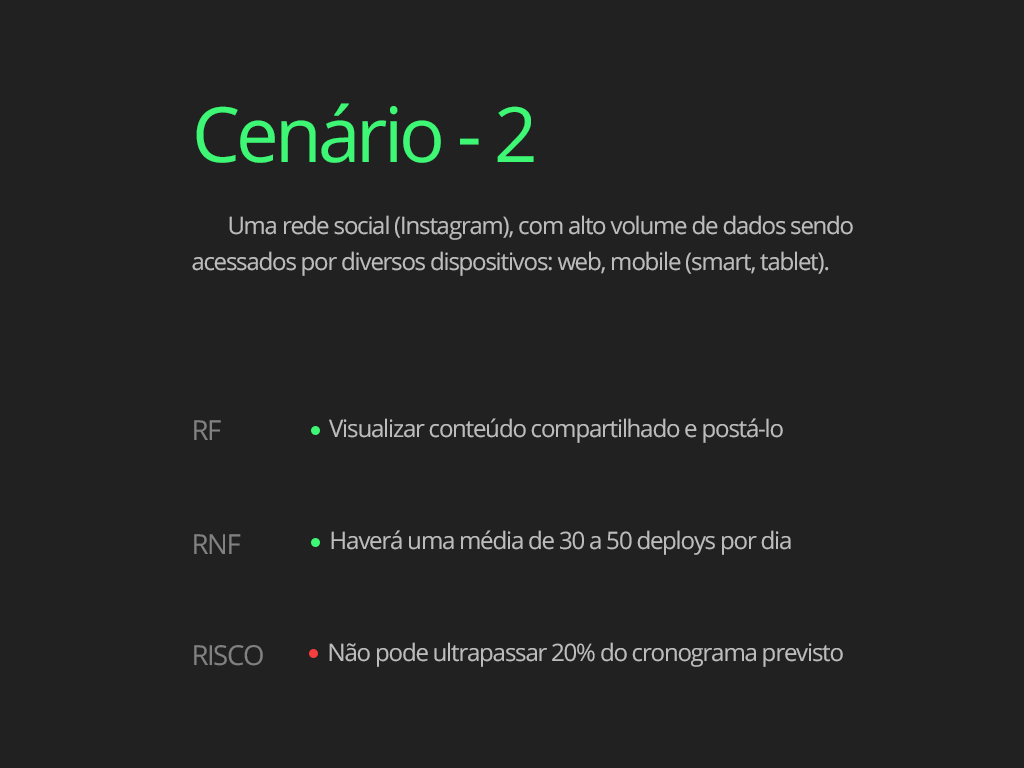 Cenário - 2
Uma rede social (Instagram), com alto volume de dados sendo
acessados por diversos dispositivos: web, mobile (smart, tablet).
RF • Visualizar conteúdo compartilhado e postá-lo
RNF • Haverá uma média de 30 a 50 deploys por dia
RISCO • Não pode ultrapassar 20% do cronograma previsto